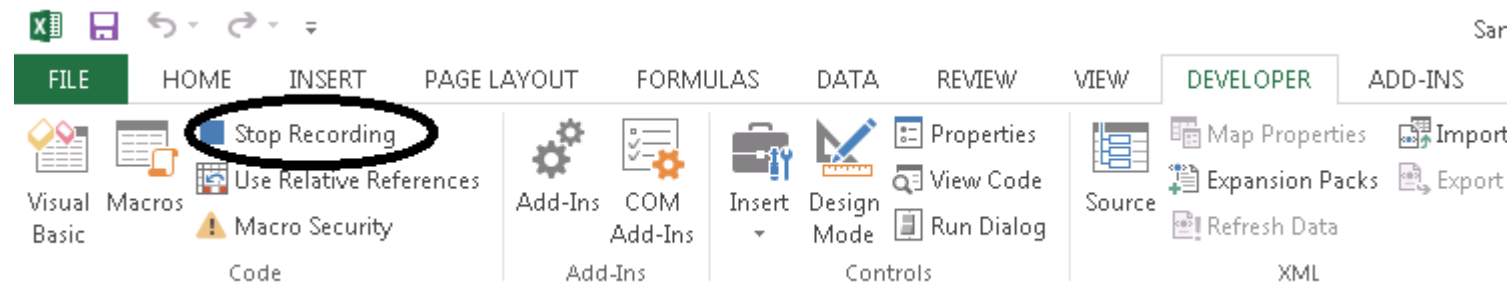 Sar
FILE HOME INSERT PAGE LAYOUT FORMULAS DATA REVIEW VIEW DEVELOPER ADD-INS
Visual Basic
Macros
Stop Recording
Use Relative References
Macro Security
Code
Add-Ins
COM Add-Ins
Add-Ins
Insert
Design Mode
Properties
View Code
Run Dialog
Controls
Source
Map Properties
Expansion Packs
Refresh Data
Import
Export
XML